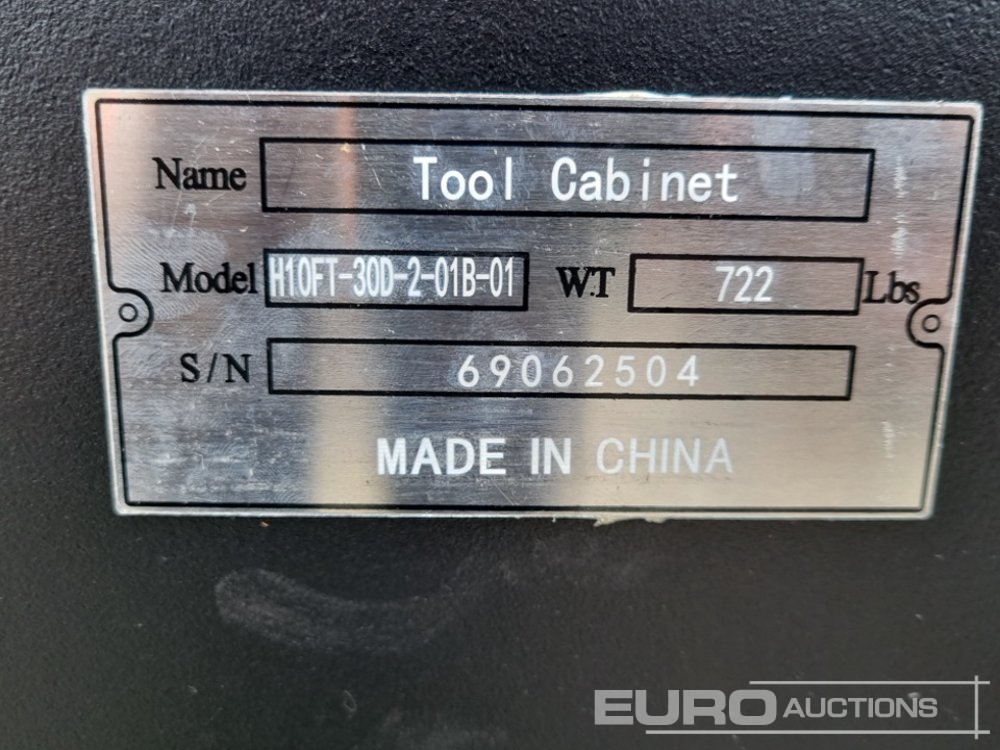 Name Tool Cabinet
Model H10FT-30D-2-01B-01 W.T 722 Lbs
S/N 69062504
MADE IN CHINA
EURO AUCTIONS